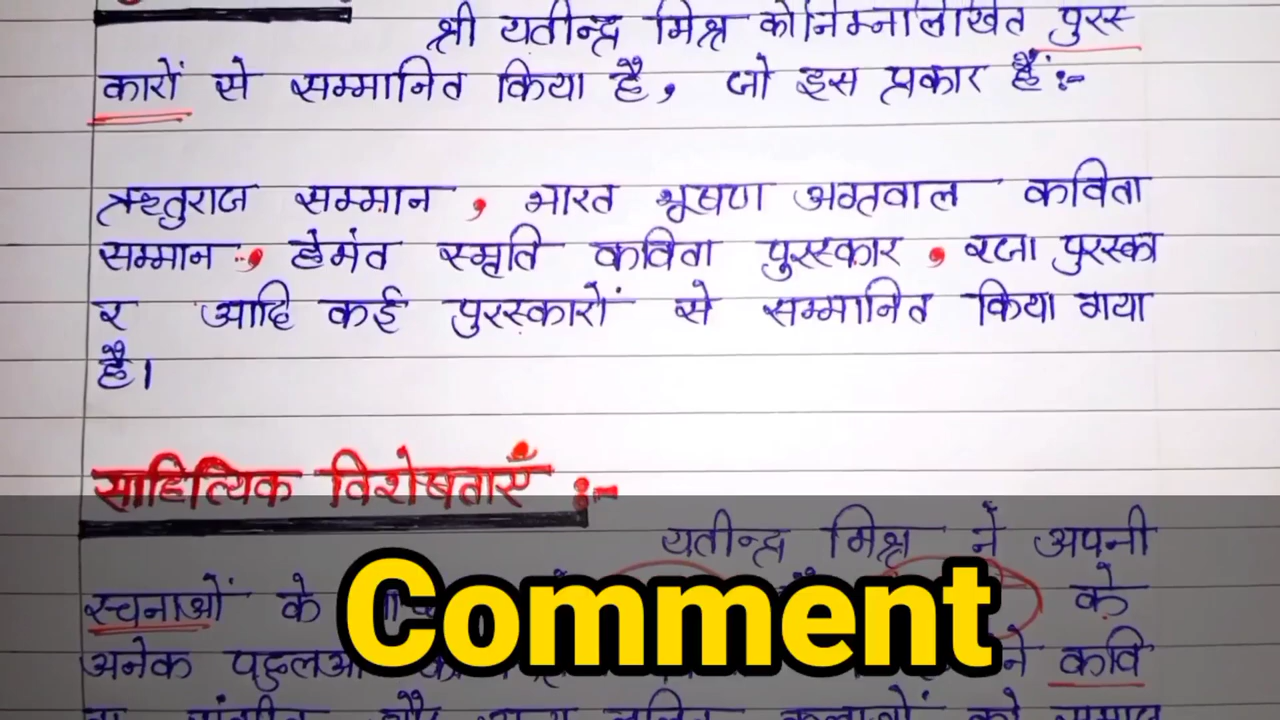 श्री यतीन्द्र मिश्र को निम्नलिखित पुरस्
कारों से सम्मानित किया है, जो इस प्रकार हैं:-
ऋतुराज सम्मान, भारत भूषण अग्रवाल कविता
सम्मान, हेमंत स्मृति कविता पुरस्कार, रजा पुरस्का
र आदि कई पुरस्कारों से सम्मानित किया गया
है।
साहित्यिक विशेषताएँ :-
यतीन्द्र मिश्र ने अपनी
रचनाओं के के
Comment
अनेक ने कवि